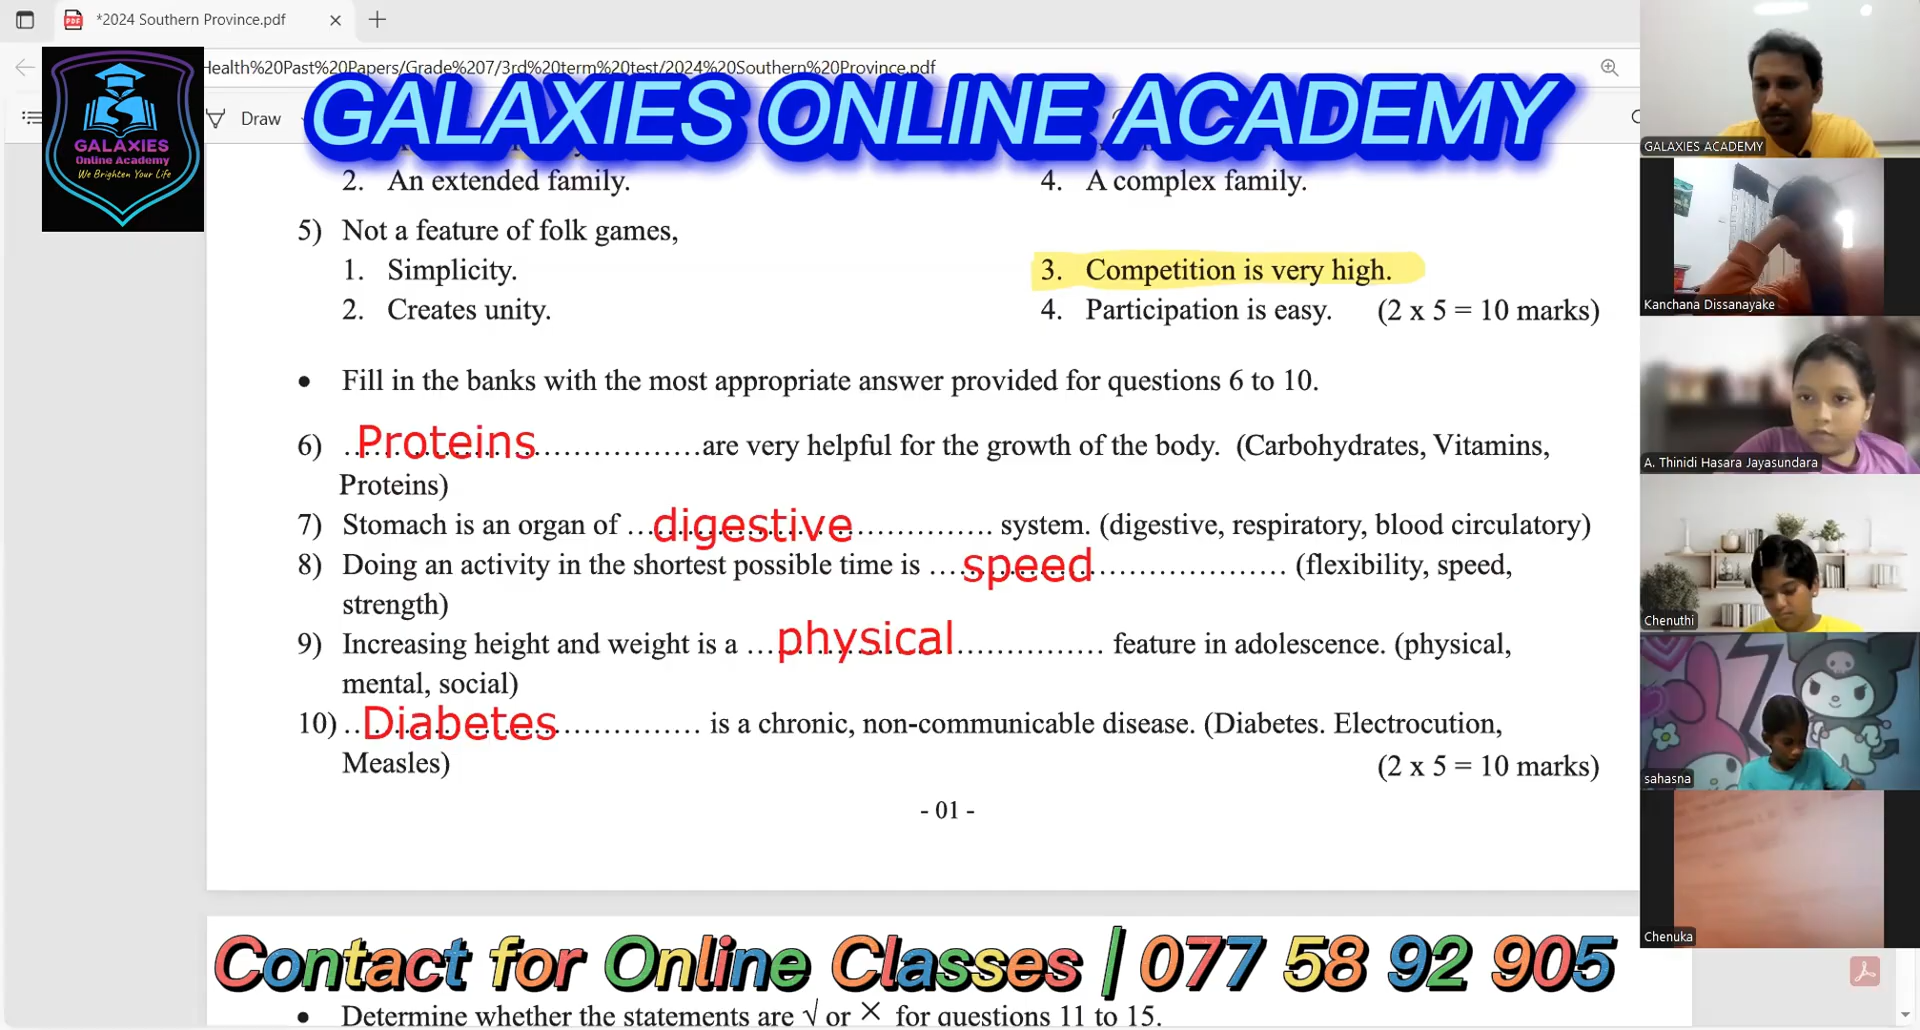 *2024 Southern Province.pdf
Health%20Past%20Papers/Grade%207/3rd%20term%20test/2024%20Southern%20Province.pdf
Draw
GALAXIES ONLINE ACADEMY
GALAXIES
Online Academy
We Brighten Your Life
2. An extended family.
4. A complex family.
5) Not a feature of folk games,
1. Simplicity.
3. Competition is very high.
2. Creates unity.
4. Participation is easy. (2 x 5 = 10 marks)
• Fill in the banks with the most appropriate answer provided for questions 6 to 10.
6) Proteins are very helpful for the growth of the body. (Carbohydrates, Vitamins,
Proteins)
7) Stomach is an organ of digestive system. (digestive, respiratory, blood circulatory)
8) Doing an activity in the shortest possible time is speed (flexibility, speed,
strength)
9) Increasing height and weight is a physical feature in adolescence. (physical,
mental, social)
10) Diabetes is a chronic, non-communicable disease. (Diabetes. Electrocution,
Measles)
(2 x 5 = 10 marks)
- 01 -
Contact for Online Classes | 077 58 92 905
• Determine whether the statements are √ or × for questions 11 to 15.
GALAXIES ACADEMY
Kanchana Dissanayake
A. Thinidi Hasara Jayasundara
Chenuthi
sahasna
Chenuka